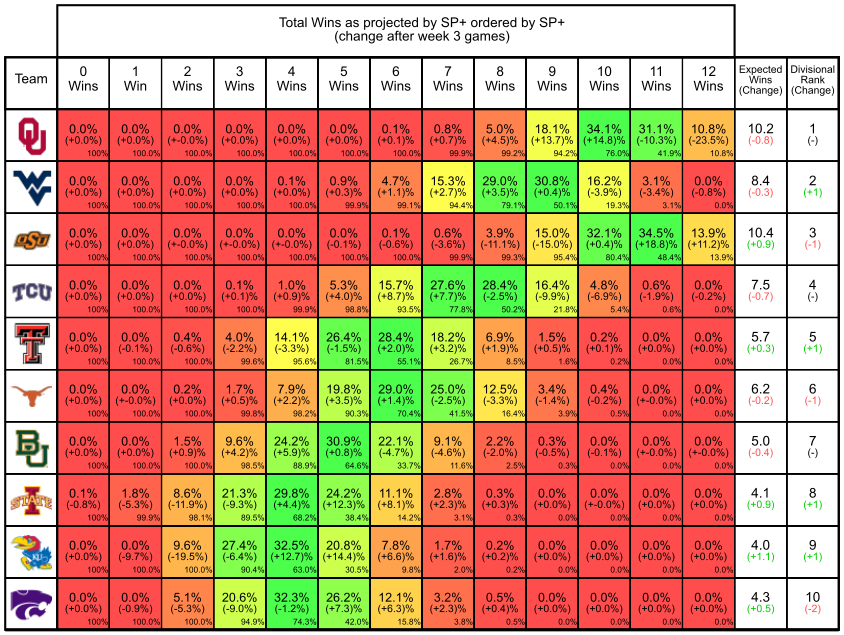 Total Wins as projected by SP+ ordered by SP+
(change after week 3 games)
Team 0 Wins 1 Win 2 Wins 3 Wins 4 Wins 5 Wins 6 Wins 7 Wins 8 Wins 9 Wins 10 Wins 11 Wins 12 Wins Expected Wins (Change) Divisional Rank (Change)
OU 0.0% 0.0% 0.0% 0.0% 0.0% 0.0% 0.1% 0.8% 5.0% 18.1% 34.1% 31.1% 10.8% 10.2 1
(+0.0%) (+0.0%) (+0.0%) (+0.0%) (+0.0%) (+0.0%) (+0.1)% (+0.7)% (+4.5)% (+13.7)% (+14.8)% (-10.3)% (-23.5)% (-0.8) (-)
100% 100.0% 100.0% 100.0% 100.0% 100.0% 100.0% 99.9% 99.2% 94.2% 76.0% 41.9% 10.8%
WV 0.0% 0.0% 0.0% 0.0% 0.1% 0.9% 4.7% 15.3% 29.0% 30.8% 16.2% 3.1% 0.0% 8.4 2
(+0.0%) (+0.0)% (+0.0)% (+0.0)% (+0.0)% (+0.3)% (+1.1)% (+2.7)% (+3.5)% (+0.4)% (-3.9)% (-3.4)% (-0.8)% (-0.3) (+1)
100% 100.0% 100.0% 100.0% 100.0% 99.9% 99.1% 94.4% 79.1% 50.1% 19.3% 3.1% 0.0%
OSU 0.0% 0.0% 0.0% 0.0% 0.0% 0.0% 0.1% 0.6% 3.9% 15.0% 32.1% 34.5% 13.9% 10.4 3
(+0.0%) (+0.0)% (+-0.0)% (+-0.0)% (+-0.0)% (-0.1)% (-0.6)% (-3.6)% (-11.1)% (-15.0)% (+0.4)% (+18.8)% (+11.2)% (+0.9) (-1)
100% 100.0% 100.0% 100.0% 100.0% 100.0% 100.0% 99.9% 99.3% 95.4% 80.4% 48.4% 13.9%
TCU 0.0% 0.0% 0.0% 0.1% 1.0% 5.3% 15.7% 27.6% 28.4% 16.4% 4.8% 0.6% 0.0% 7.5 4
(+0.0%) (+0.0)% (+0.0)% (+0.1)% (+0.9)% (+4.0)% (+8.7)% (+7.7)% (-2.5)% (-9.9)% (-6.9)% (-1.9)% (-0.2)% (-0.7) (-)
100% 100.0% 100.0% 100.0% 99.9% 98.8% 93.5% 77.8% 50.2% 21.8% 5.4% 0.6% 0.0%
T 0.0% 0.0% 0.4% 4.0% 14.1% 26.4% 28.4% 18.2% 6.9% 1.5% 0.2% 0.0% 0.0% 5.7 5
(+0.0%) (-0.1)% (-0.6)% (-2.2)% (-3.3)% (-1.5)% (+2.0)% (+3.2)% (+1.9)% (+0.5)% (+0.1)% (+0.0)% (+0.0)% (+0.3) (+1)
100% 100.0% 100.0% 99.6% 95.6% 81.5% 55.1% 26.7% 8.5% 1.6% 0.2% 0.0% 0.0%
0.0% 0.0% 0.2% 1.7% 7.9% 19.8% 29.0% 25.0% 12.5% 3.4% 0.4% 0.0% 0.0% 6.2 6
(+0.0%) (+-0.0)% (+0.0)% (+0.5)% (+2.2)% (+3.5)% (+1.4)% (-2.5)% (-3.3)% (-1.4)% (-0.2)% (+-0.0)% (+0.0)% (-0.2) (-1)
100% 100.0% 100.0% 99.8% 98.2% 90.3% 70.4% 41.5% 16.4% 3.9% 0.5% 0.0% 0.0%
BU 0.0% 0.0% 1.5% 9.6% 24.2% 30.9% 22.1% 9.1% 2.2% 0.3% 0.0% 0.0% 0.0% 5.0 7
(+0.0%) (+0.0)% (+0.9)% (+4.2)% (+5.9)% (+0.8)% (-4.7)% (-4.6)% (-2.0)% (-0.5)% (-0.1)% (+-0.0)% (+-0.0)% (-0.4) (-)
100% 100.0% 100.0% 98.5% 88.9% 64.6% 33.7% 11.6% 2.5% 0.3% 0.0% 0.0% 0.0%
STATE 0.1% 1.8% 8.6% 21.3% 29.8% 24.2% 11.1% 2.8% 0.3% 0.0% 0.0% 0.0% 0.0% 4.1 8
(-0.8%) (-5.3)% (-11.9)% (-9.3)% (+4.4)% (+12.3)% (+8.1)% (+2.3)% (+0.3)% (+0.0)% (+-0.0)% (+0.0)% (+0.0)% (+0.9) (+1)
100% 99.9% 98.1% 89.5% 68.2% 38.4% 14.2% 3.1% 0.3% 0.0% 0.0% 0.0% 0.0%
KU 0.0% 0.0% 9.6% 27.4% 32.5% 20.8% 7.8% 1.7% 0.2% 0.0% 0.0% 0.0% 0.0% 4.0 9
(+0.0%) (-9.7)% (-19.5)% (-6.4)% (+12.7)% (+14.4)% (+6.6)% (+1.6)% (+0.2)% (+0.0)% (+0.0)% (+0.0)% (+0.0)% (+1.1) (+1)
100% 100.0% 100.0% 90.4% 63.0% 30.5% 9.8% 2.0% 0.2% 0.0% 0.0% 0.0% 0.0%
0.0% 0.0% 5.1% 20.6% 32.3% 26.2% 12.1% 3.2% 0.5% 0.0% 0.0% 0.0% 0.0% 4.3 10
(+0.0%) (-0.9)% (-5.3)% (-9.0)% (-1.2)% (+7.3)% (+6.3)% (+2.3)% (+0.4)% (+0.0)% (+0.0)% (+0.0)% (+0.0)% (+0.5) (-2)
100% 100.0% 100.0% 94.9% 74.3% 42.0% 15.8% 3.8% 0.5% 0.0% 0.0% 0.0% 0.0%